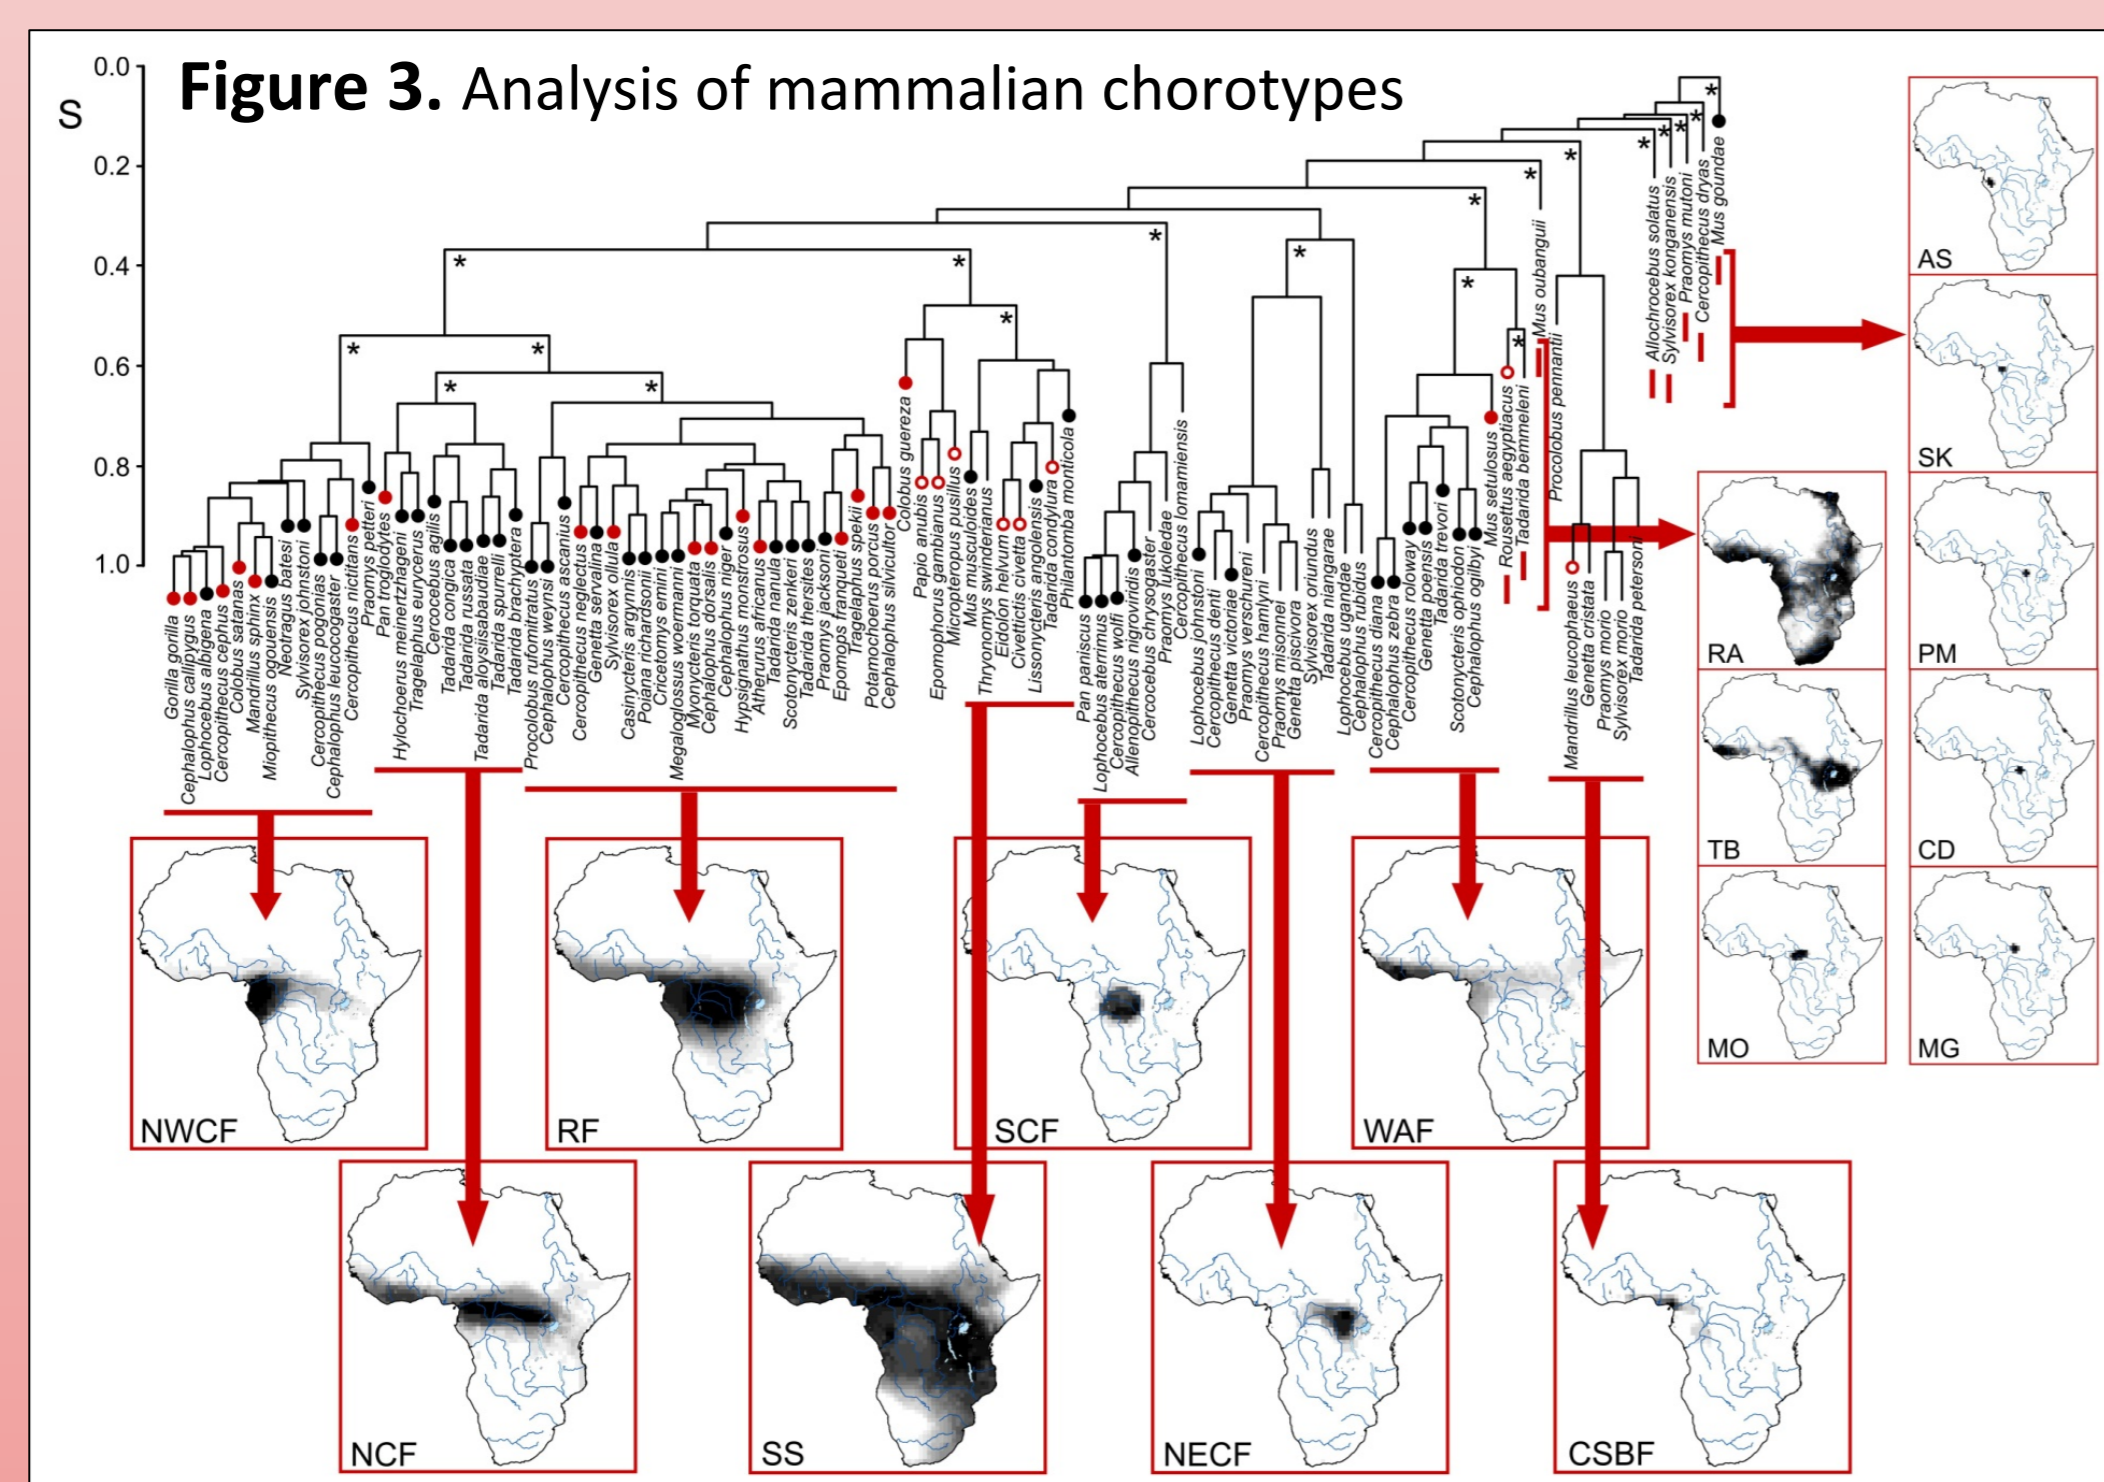 Figure 3. Analysis of mammalian chorotypes
S
0.0
0.2
0.4
0.6
0.8
1.0
Gorilla gorilla
Cephalophus callipygus
Lophocebus albigena
Cercopithecus cephus
Colobus satanas
Mandrillus sphinx
Miopithecus ogouensis
Neotragus batesi
Sylvisorex johnstoni
Cercopithecus pogonias
Cephalophus leucogaster
Cercopithecus nictitans
Praomys petteri
Pan troglodytes
Hylochoerus meinertzhageni
Tragelaphus eurycerus
Cercocebus agilis
Tadarida congica
Tadarida russata
Tadarida aloysiisabaudiae
Tadarida spurrelli
Tadarida brachyptera
Procolobus rufomitratus
Cephalophus weynsi
Cercopithecus ascanius
Cercopithecus neglectus
Genetta servalina
Sylvisorex ollula
Casinycteris argynnis
Poiana richardsonii
Cricetomys emini
Megaloglossus woermanni
Myonycteris torquata
Cephalophus dorsalis
Cephalophus niger
Hypsignathus monstrosus
Atherurus africanus
Tadarida nanula
Scotonycteris zenkeri
Tadarida thersites
Praomys jacksoni
Epomops franqueti
Tragelaphus spekii
Potamochoerus porcus
Cephalophus silvicultor
Colobus guereza
Papio anubis
Epomophorus gambianus
Micropteropus pusillus
Mus musculoides
Thryonomys swinderianus
Eidolon helvum
Civettictis civetta
Lissonycteris angolensis
Tadarida condylura
Philantomba monticola
Pan paniscus
Lophocebus aterrimus
Cercopithecus wolfi
Allenopithecus nigroviridis
Cercocebus chrysogaster
Praomys lukoledae
Cercopithecus lomamiensis
Lophocebus johnstoni
Cercopithecus denti
Genetta victoriae
Praomys verschureni
Cercopithecus hamlyni
Praomys misonnei
Genetta piscivora
Sylvisorex oriundus
Tadarida niangarae
Lophocebus ugandae
Cephalophus rubidus
Cercopithecus diana
Cephalophus zebra
Cercopithecus roloway
Genetta poensis
Tadarida trevori
Scotonycteris ophiodon
Cephalophus ogilbyi
Mus setulosus
Rousettus aegyptiacus
Tadarida bemmeleni
Mus oubanguii
Procolobus pennantii
Mandrillus leucophaeus
Genetta cristata
Praomys morio
Sylvisorex morio
Tadarida petersoni
Allochrocebus solatus
Sylvisorex konganensis
Praomys mutoni
Cercopithecus dryas
Mus goundae
AS
SK
RA
PM
TB
CD
MO
MG
NWCF
RF
SCF
WAF
NCF
SS
NECF
CSBF